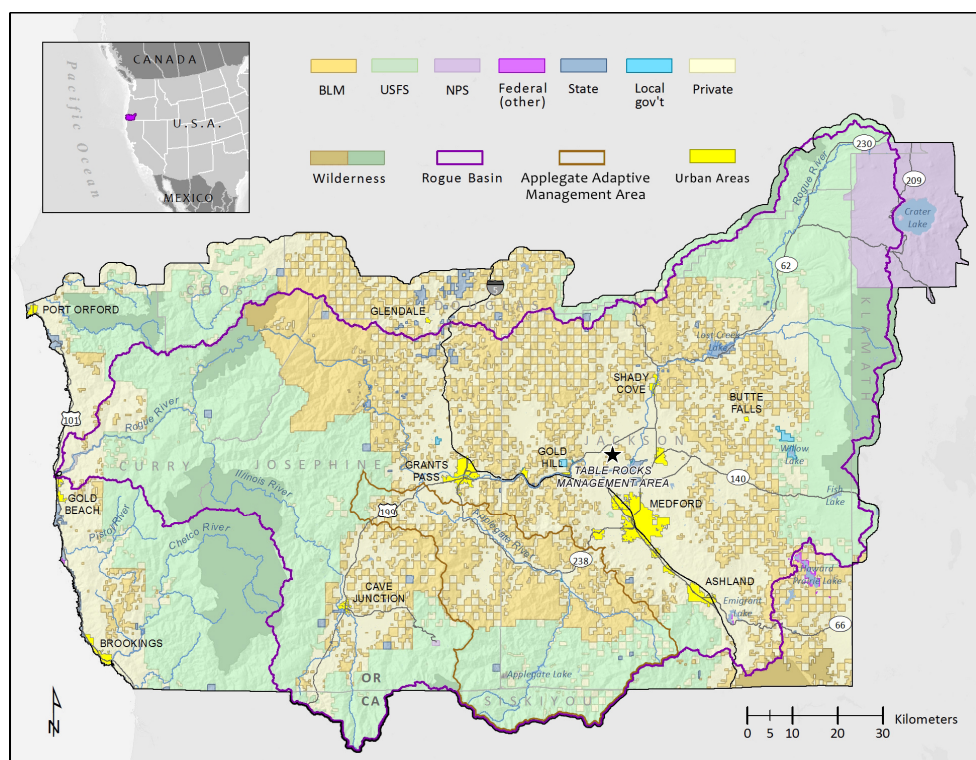 CANADA
Pacific Ocean
U.S.A.
MEXICO
BLM
USFS
NPS
Federal
(other)
State
Local
gov't
Private
Wilderness
Rogue Basin
Applegate Adaptive
Management Area
Urban Areas
230
209
Rogue River
Crater
Lake
62
COOS
5
GLENDALE
PORT ORFORD
KLAMATH
Lost Creek
Lake
SHADY
COVE
BUTTE
FALLS
101
Rogue River
JACKSON
Willow
Lake
CURRY
JOSEPHINE
GRANTS
PASS
GOLD
HILL
TABLE ROCKS
MANAGEMENT AREA
140
Illinois River
GOLD
BEACH
Fish
Lake
Pistol River
199
Applegate River
MEDFORD
Chetco River
238
Howard
Prairie Lake
CAVE
JUNCTION
ASHLAND
Emigrant
Lake
66
BROOKINGS
OR
CA
Applegate Lake
SISKIYOU
N
Kilometers
0 5 10 20 30